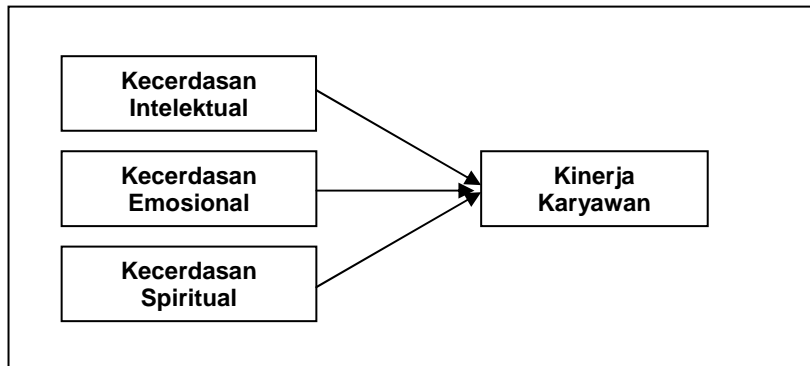 Kecerdasan
Intelektual
Kecerdasan
Emosional
Kecerdasan
Spiritual
Kinerja
Karyawan